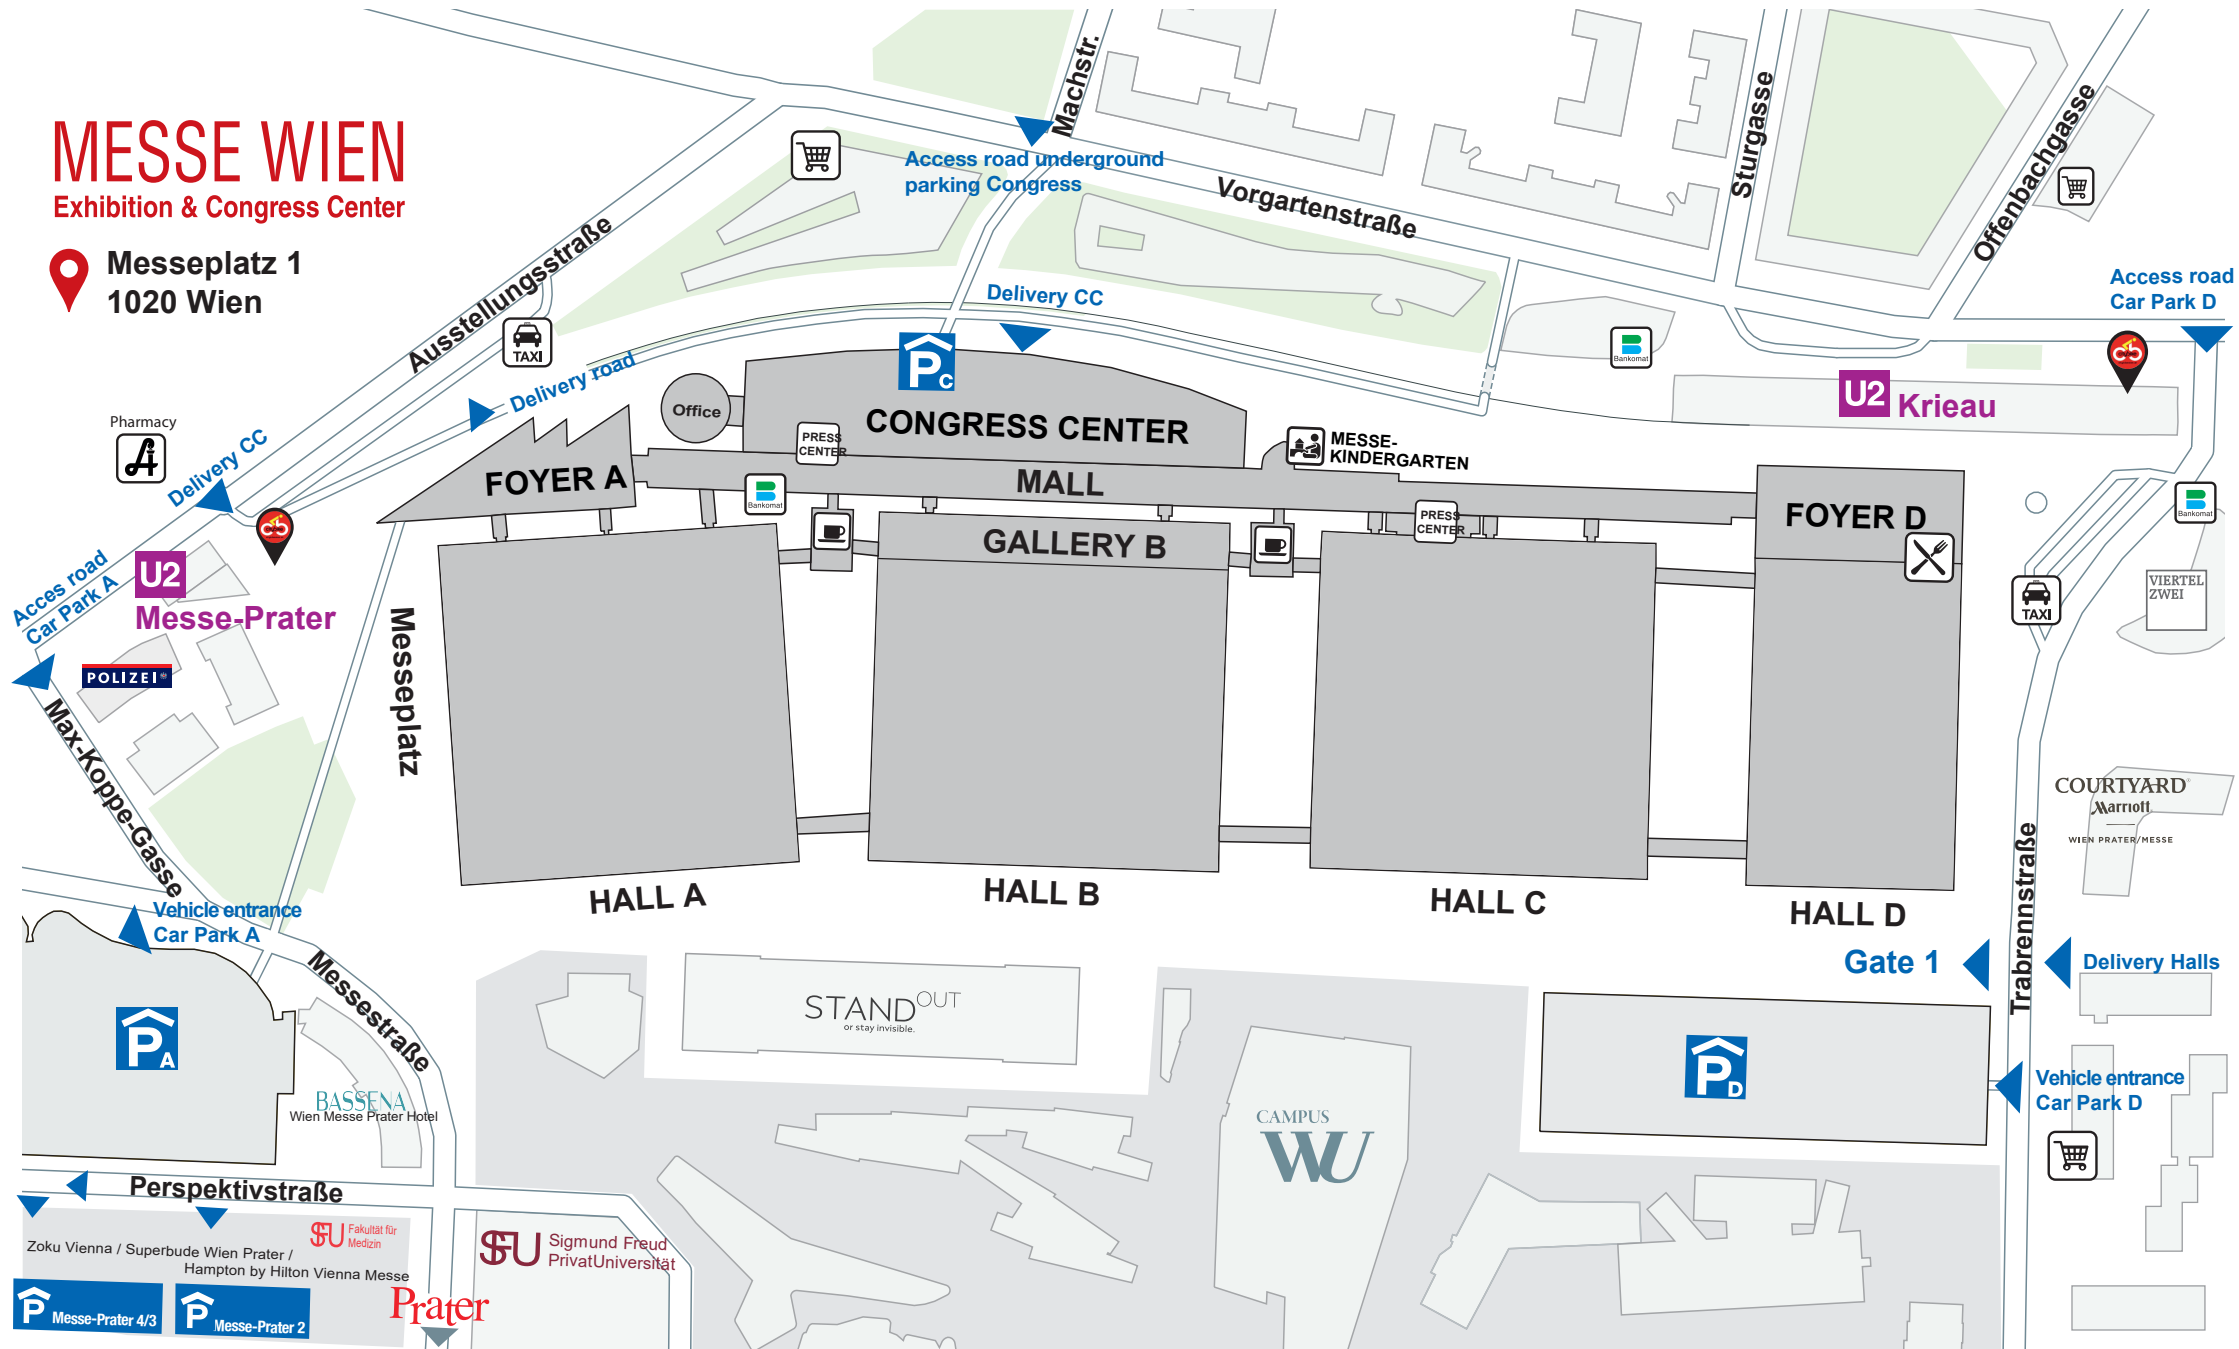 MESSE WIEN
Exhibition & Congress Center
Messeplatz 1
1020 Wien
Machstr.
Access road underground
parking Congress
Vorgartenstraße
Sturgasse
Offenbachgasse
Access road
Car Park D
Ausstellungsstraße
TAXI
Delivery CC
Delivery road
P C
Bankomat
U2 Krieau
Pharmacy
Delivery CC
Office
CONGRESS CENTER
PRESS
CENTER
MESSE-
KINDERGARTEN
FOYER A
MALL
Bankomat
PRESS
CENTER
FOYER D
Bankomat
GALLERY B
Acces road
Car Park A
U2
Messe-Prater
POLIZEI
Messeplatz
TAXI
VIERTEL
ZWEI
Max-Koppe-Gasse
COURTYARD
Marriott
WIEN PRATER/MESSE
Trabrennstraße
HALL A
HALL B
HALL C
HALL D
Vehicle entrance
Car Park A
Messestraße
Gate 1
Delivery Halls
STANDOUT
or stay invisible.
P A
P D
Vehicle entrance
Car Park D
BASSENA
Wien Messe Prater Hotel
CAMPUS
WU
Perspektivstraße
SFU Fakultät für
Medizin
Zoku Vienna / Superbude Wien Prater /
Hampton by Hilton Vienna Messe
SFU Sigmund Freud
PrivatUniversität
P Messe-Prater 4/3
P Messe-Prater 2
Prater